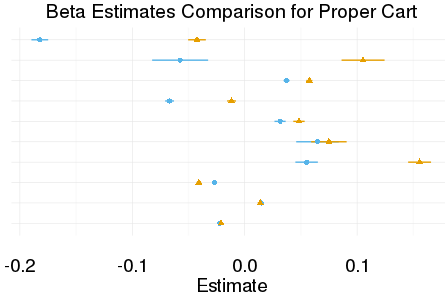 Beta Estimates Comparison for Proper Cart
-0.2 -0.1 0.0 0.1
Estimate